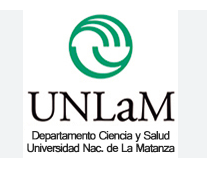 UNLaM
Departamento Ciencia y Salud
Universidad Nac. de La Matanza